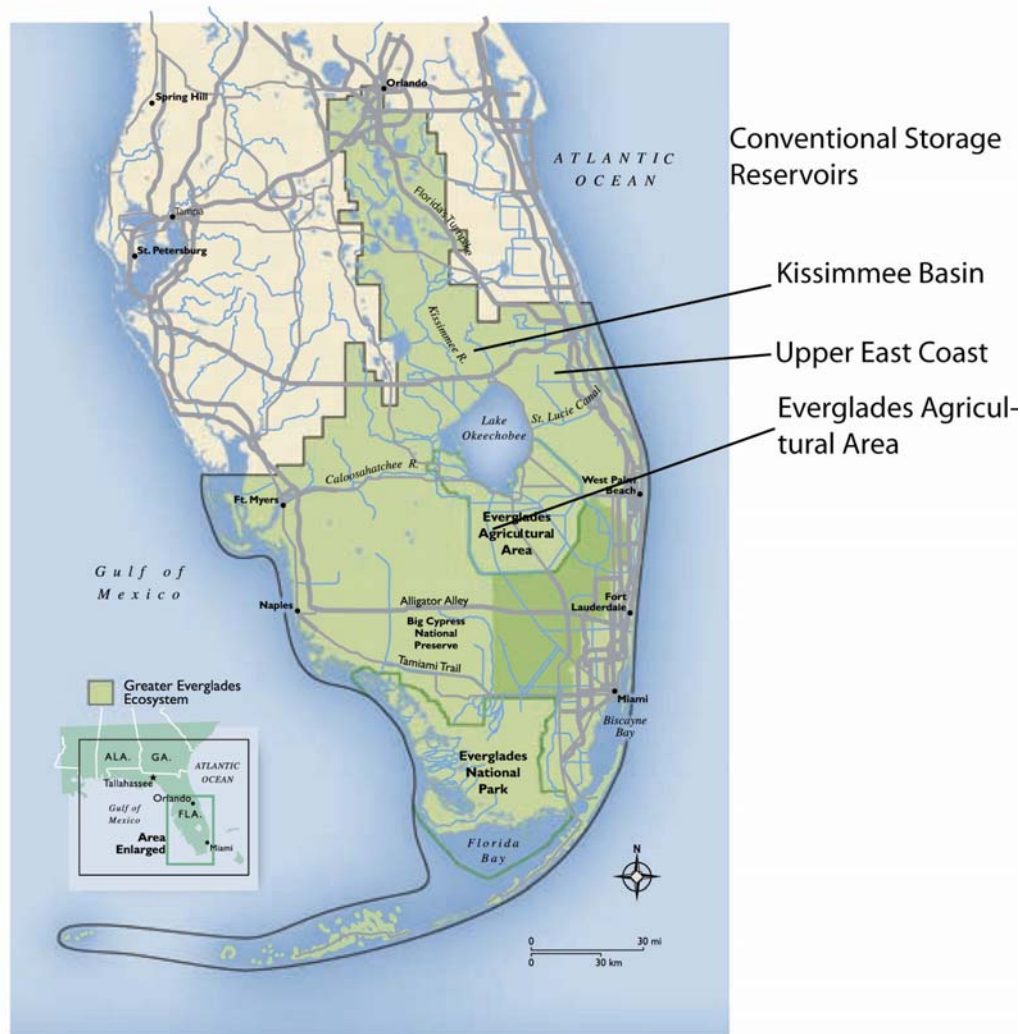 Orlando
Spring Hill
ATLANTIC
OCEAN
Conventional Storage
Reservoirs
Florida's Turnpike
Tampa
St. Petersburg
Kissimmee Basin
Kissimmee R.
Upper East Coast
St. Lucie Canal
Everglades Agricul-
tural Area
Lake
Okeechobee
Caloosahatchee R.
West Palm
Beach
Ft. Myers
Everglades
Agricultural
Area
Gulf of
Mexico
Naples
Alligator Alley
Fort
Lauderdale
Big Cypress
National
Preserve
Tamiami Trail
Greater Everglades
Ecosystem
Miami
Biscayne
Bay
ALA.
GA.
ATLANTIC
OCEAN
Tallahassee
Orlando
Gulf of
Mexico
FLA.
Area
Enlarged
Miami
Everglades
National
Park
Florida
Bay
N
0 30 mi
0 30 km